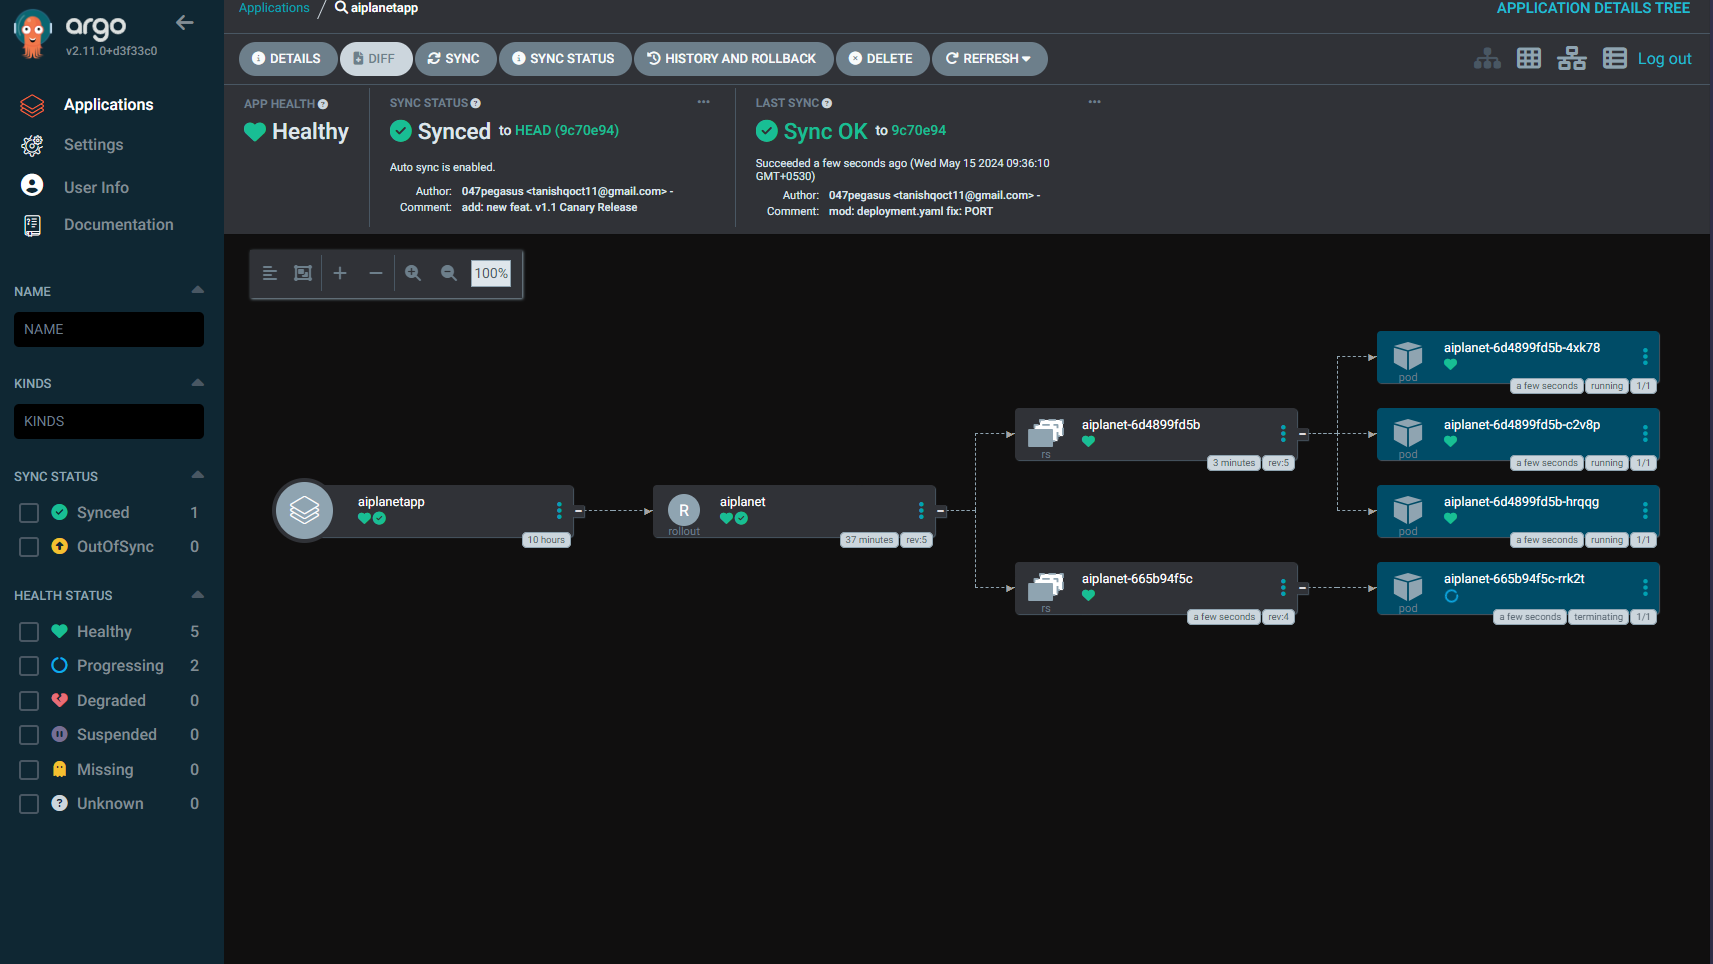 argo
v2.11.0+d3f33c0
Applications
Settings
User Info
Documentation
NAME
NAME
KINDS
KINDS
SYNC STATUS
Synced 1
OutOfSync 0
HEALTH STATUS
Healthy 5
Progressing 2
Degraded 0
Suspended 0
Missing 0
Unknown 0
Applications / aiplanetapp
APPLICATION DETAILS TREE
DETAILS DIFF SYNC SYNC STATUS HISTORY AND ROLLBACK DELETE REFRESH
Log out
APP HEALTH
Healthy
SYNC STATUS
Synced to HEAD (9c70e94)
Auto sync is enabled.
Author: 047pegasus <tanishqoct11@gmail.com> -
Comment: add: new feat. v1.1 Canary Release
LAST SYNC
Sync OK to 9c70e94
Succeeded a few seconds ago (Wed May 15 2024 09:36:10
GMT+0530)
Author: 047pegasus <tanishqoct11@gmail.com> -
Comment: mod: deployment.yaml fix: PORT
100%
aiplanetapp
10 hours
R
rollout
aiplanet
37 minutes rev:5
rs
aiplanet-6d4899fd5b
3 minutes rev:5
rs
aiplanet-665b94f5c
a few seconds rev:4
pod
aiplanet-6d4899fd5b-4xk78
a few seconds running 1/1
pod
aiplanet-6d4899fd5b-c2v8p
a few seconds running 1/1
pod
aiplanet-6d4899fd5b-hrqqg
a few seconds running 1/1
pod
aiplanet-665b94f5c-rrk2t
a few seconds terminating 1/1